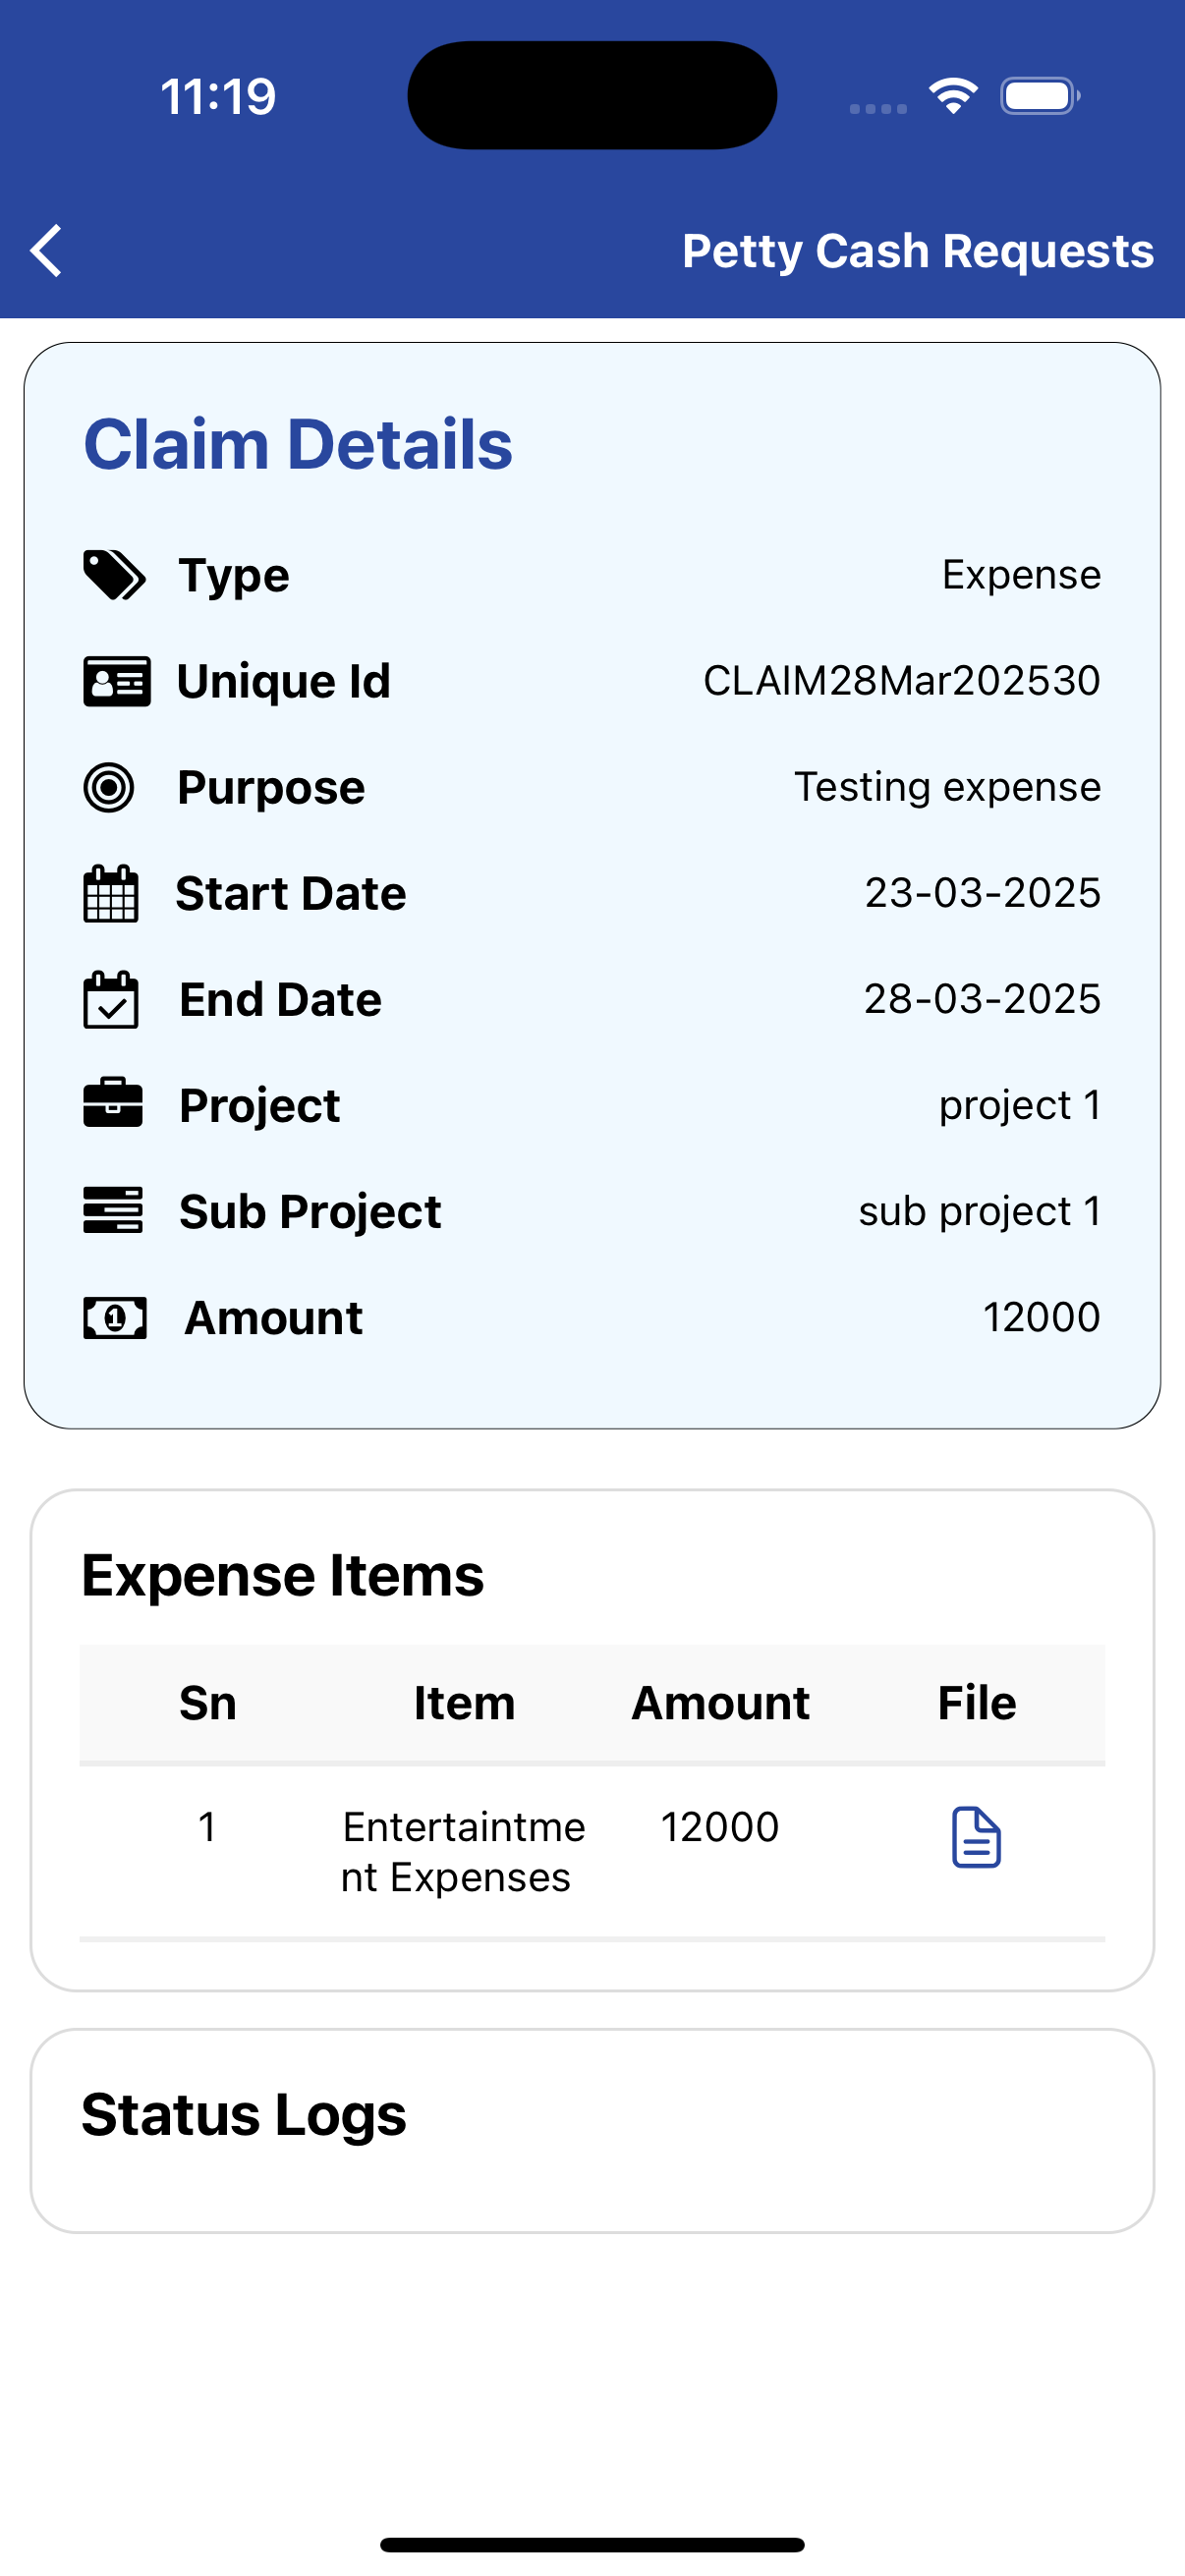 11:19
Petty Cash Requests
Claim Details
Type Expense
Unique Id CLAIM28Mar202530
Purpose Testing expense
Start Date 23-03-2025
End Date 28-03-2025
Project project 1
Sub Project sub project 1
Amount 12000
Expense Items
Sn Item Amount File
1 Entertaintme 12000
nt Expenses
Status Logs